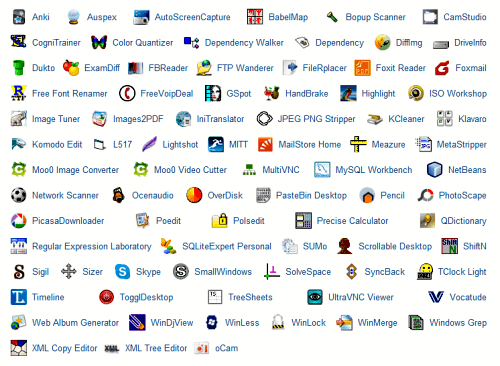 Anki Auspex AutoScreenCapture BabelMap Bopup Scanner CamStudio
CogniTrainer Color Quantizer Dependency Walker Dependency DiffImg DriveInfo
Dukto ExamDiff FBReader FTP Wanderer FileRplacer Foxit Reader Foxmail
Free Font Renamer FreeVoipDeal GSpot HandBrake Highlight ISO Workshop
Image Tuner Images2PDF IniTranslator JPEG PNG Stripper KCleaner Klavaro
Komodo Edit L517 Lightshot MITT MailStore Home Meazure MetaStripper
Moo0 Image Converter Moo0 Video Cutter MultiVNC MySQL Workbench NetBeans
Network Scanner Ocenaudio OverDisk PasteBin Desktop Pencil PhotoScape
PicasaDownloader Poedit Polsedit Precise Calculator QDictionary
Regular Expression Laboratory SQLiteExpert Personal SUMo Scrollable Desktop ShiftN
Sigil Sizer Skype SmallWindows SolveSpace SyncBack TClock Light
Timeline TogglDesktop TreeSheets UltraVNC Viewer Vocatude
Web Album Generator WinDjView WinLess WinLock WinMerge Windows Grep
XML Copy Editor XML Tree Editor oCam